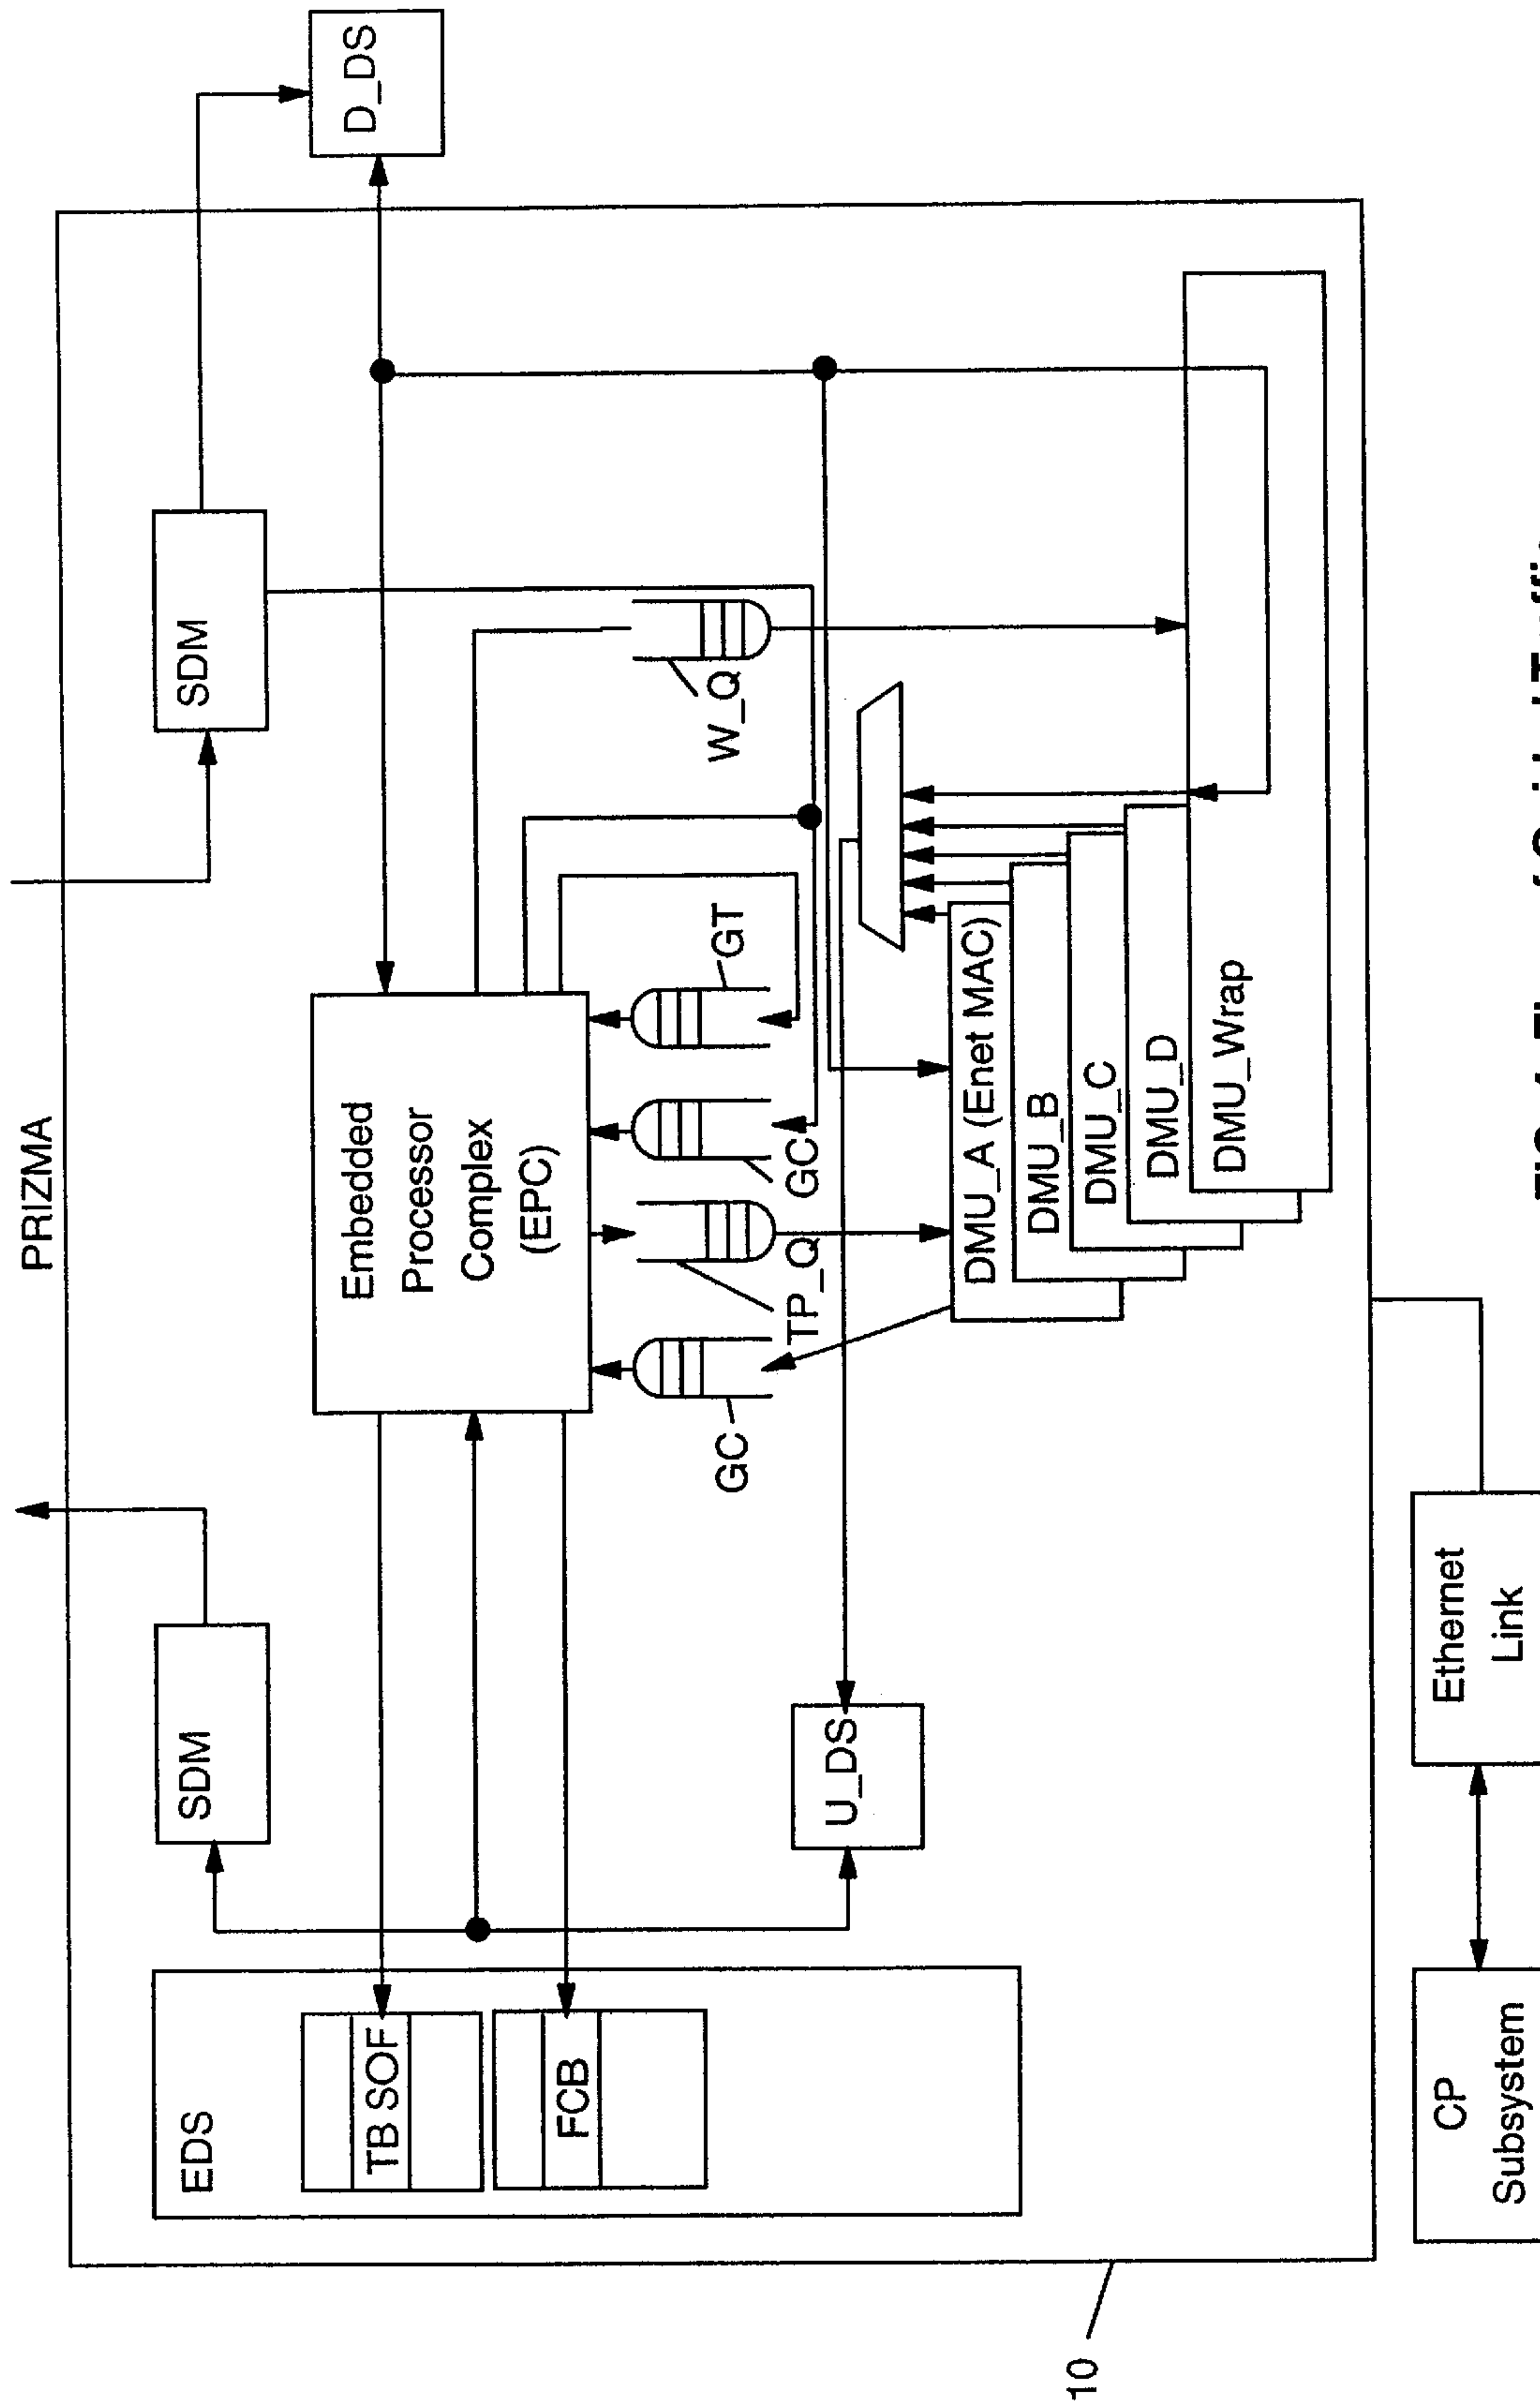 PRIZMA
EDS
TB SOF
FCB
SDM
U_DS
Embedded
Processor
Complex
(EPC)
GC
TP_Q
GC
GT
W_Q
SDM
D_DS
DMU_A (Enet MAC)
DMU_B
DMU_C
DMU_D
DMU_Wrap
10
CP
Subsystem
Ethernet
Link